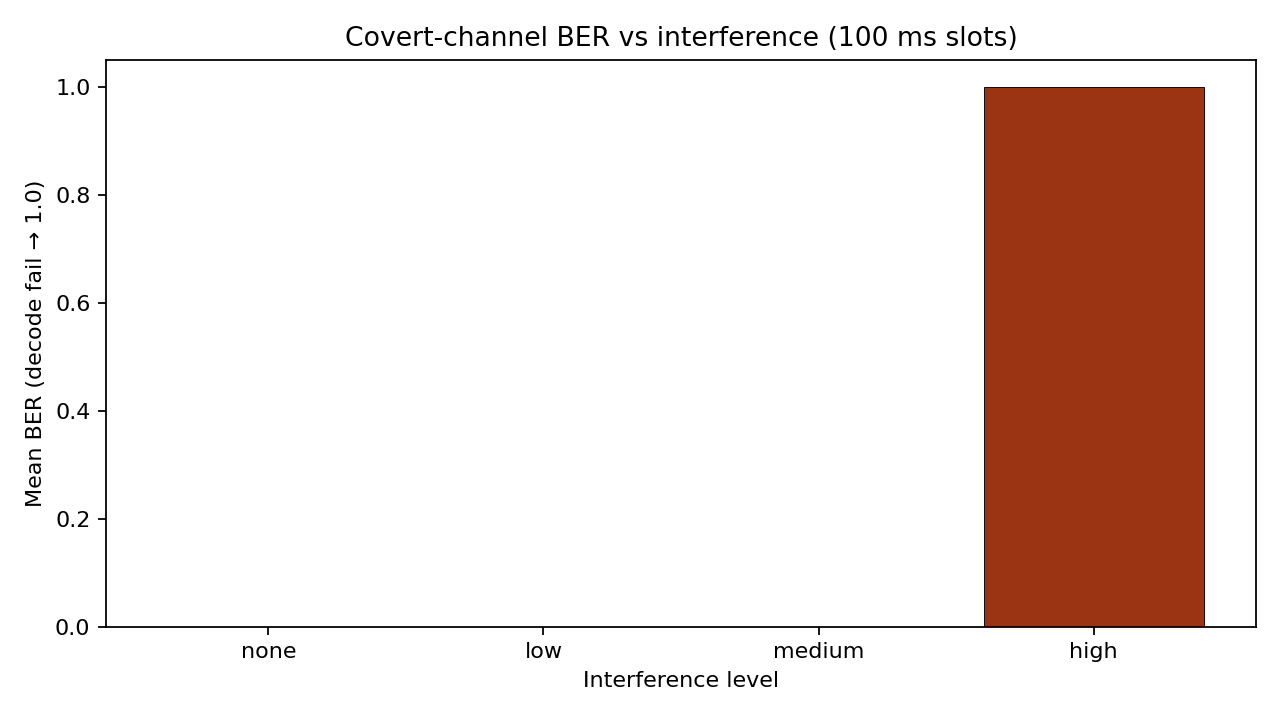 Covert-channel BER vs interference (100 ms slots)
Mean BER (decode fail → 1.0)
1.0
0.8
0.6
0.4
0.2
0.0
none low medium high
Interference level